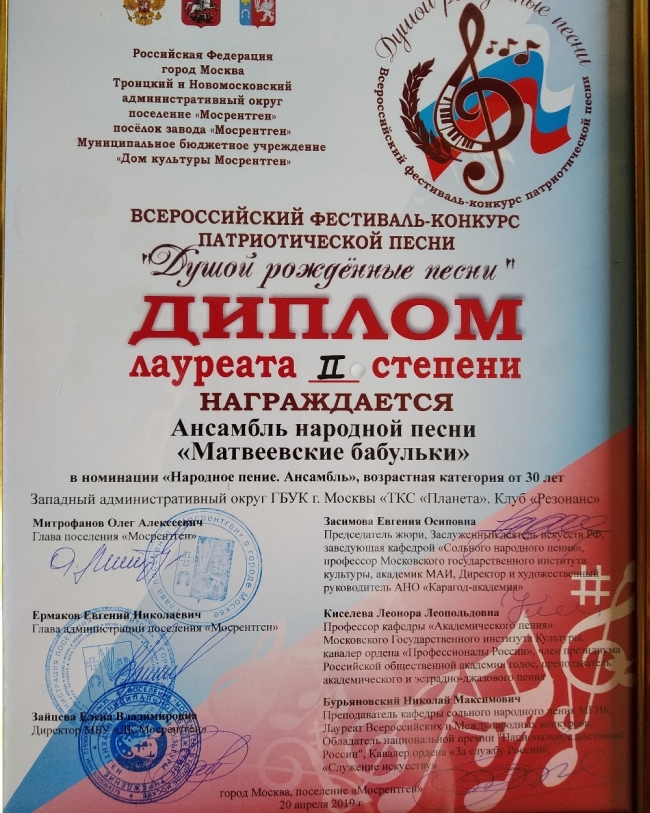 Российская Федерация
город Москва
Троицкий и Новомосковский
административный округ
поселение «Мосрентген»
посёлок завода «Мосрентген»
Муниципальное бюджетное учреждение
«Дом культуры Мосрентген»
Душой рождённые песни
Всероссийский фестиваль-конкурс патриотической песни
ВСЕРОССИЙСКИЙ ФЕСТИВАЛЬ-КОНКУРС
ПАТРИОТИЧЕСКОЙ ПЕСНИ
"Душой рождённые песни"
ДИПЛОМ
лауреата II степени
НАГРАЖДАЕТСЯ
Ансамбль народной песни
«Матвеевские бабульки»
в номинации «Народное пение. Ансамбль», возрастная категория от 30 лет
Западный административный округ ГБУК г. Москвы «ТКС «Планета». Клуб «Резонанс»
Митрофанов Олег Алексеевич
Глава поселения «Мосрентген»
Ермаков Евгений Николаевич
Глава администрации поселения «Мосрентген»
Зайцева Елена Владимировна
Директор МБУ «ДК Мосрентген»
Засимова Евгения Осиповна
Председатель жюри, Заслуженный деятель искусств РФ,
заведующая кафедрой «Сольного народного пения»,
профессор Московского государственного института
культуры, академик МАИ, Директор и художественный
руководитель АНО «Карагод-академия»
Киселева Леонора Леопольдовна
Профессор кафедры «Академического пения»
Московского Государственного института Культуры,
кавалер ордена «Профессионалы России», член президиума
Российской общественной академии голос, преподаватель
академического и эстрадно-джазового пения
Бурьяновский Николай Максимович
Преподаватель кафедры сольного народного пения МГИК,
Лауреат Всероссийских и Международных конкурсов,
Обладатель национальной премии "Национальное достояние
России", Кавалер ордена «За службу России»,
«Служение искусству»
город Москва, поселение «Мосрентген»
20 апреля 2019 г.